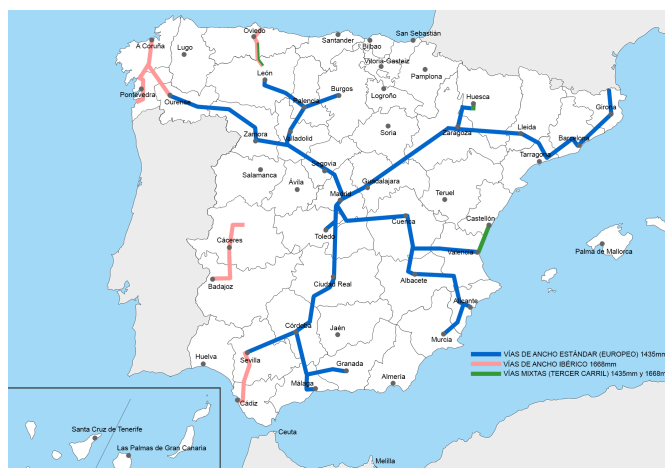 Oviedo
Santander
San Sebastián
A Coruña
Lugo
Bilbao
Vitoria-Gasteiz
León
Pamplona
Pontevedra
Ourense
Palencia
Burgos
Logroño
Huesca
Girona
Zamora
Valladolid
Soria
Zaragoza
Lleida
Barcelona
Tarragona
Segovia
Salamanca
Ávila
Guadalajara
Madrid
Teruel
Cuenca
Castellón
Toledo
Cáceres
Valencia
Palma de Mallorca
Badajoz
Ciudad Real
Albacete
Alicante
Córdoba
Jaén
Murcia
Huelva
Sevilla
Granada
Málaga
Almería
Cádiz
VÍAS DE ANCHO ESTÁNDAR (EUROPEO) 1435mm
VÍAS DE ANCHO IBÉRICO 1668mm
VÍAS MIXTAS (TERCER CARRIL) 1435mm y 1668m
Santa Cruz de Tenerife
Las Palmas de Gran Canaria
Ceuta
Melilla